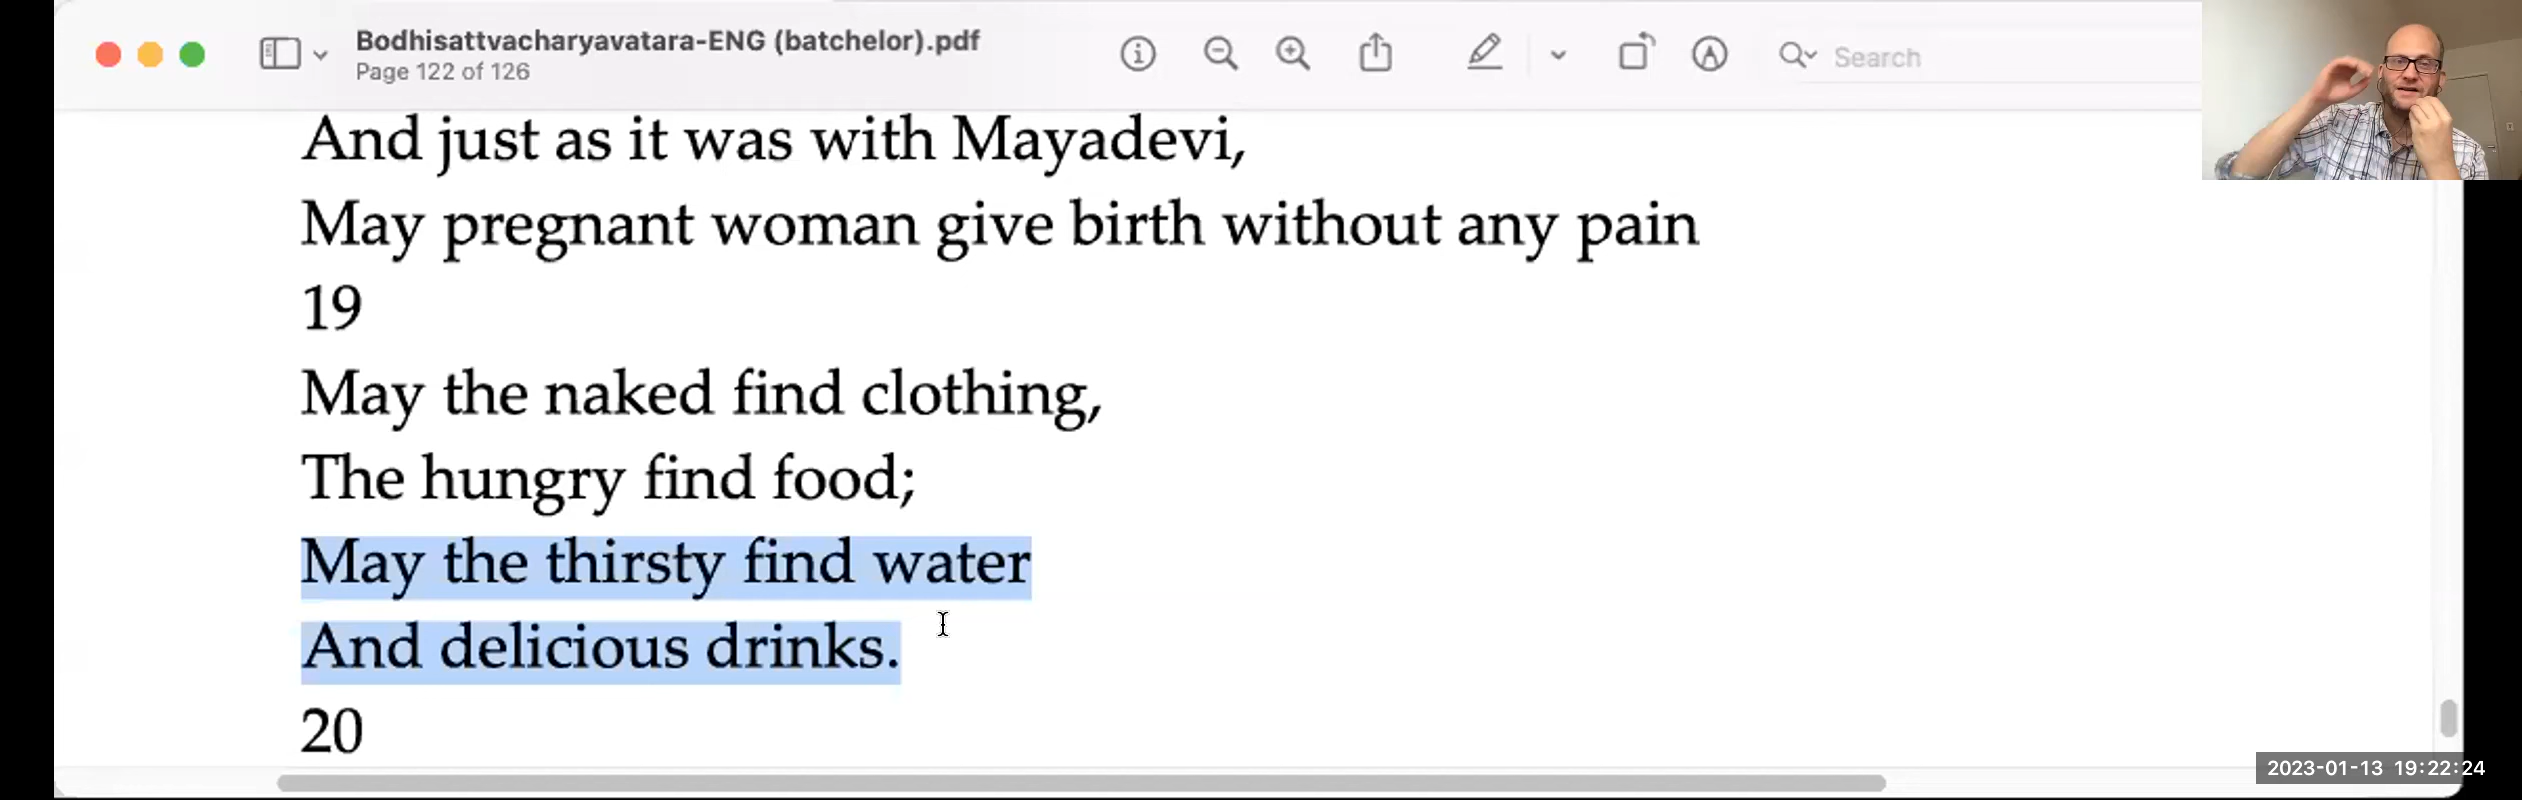 Bodhisattvacharyavatara-ENG (batchelor).pdf
Page 122 of 126
Search
And just as it was with Mayadevi,
May pregnant woman give birth without any pain
19
May the naked find clothing,
The hungry find food;
May the thirsty find water
And delicious drinks.
20
2023-01-13 19:22:24